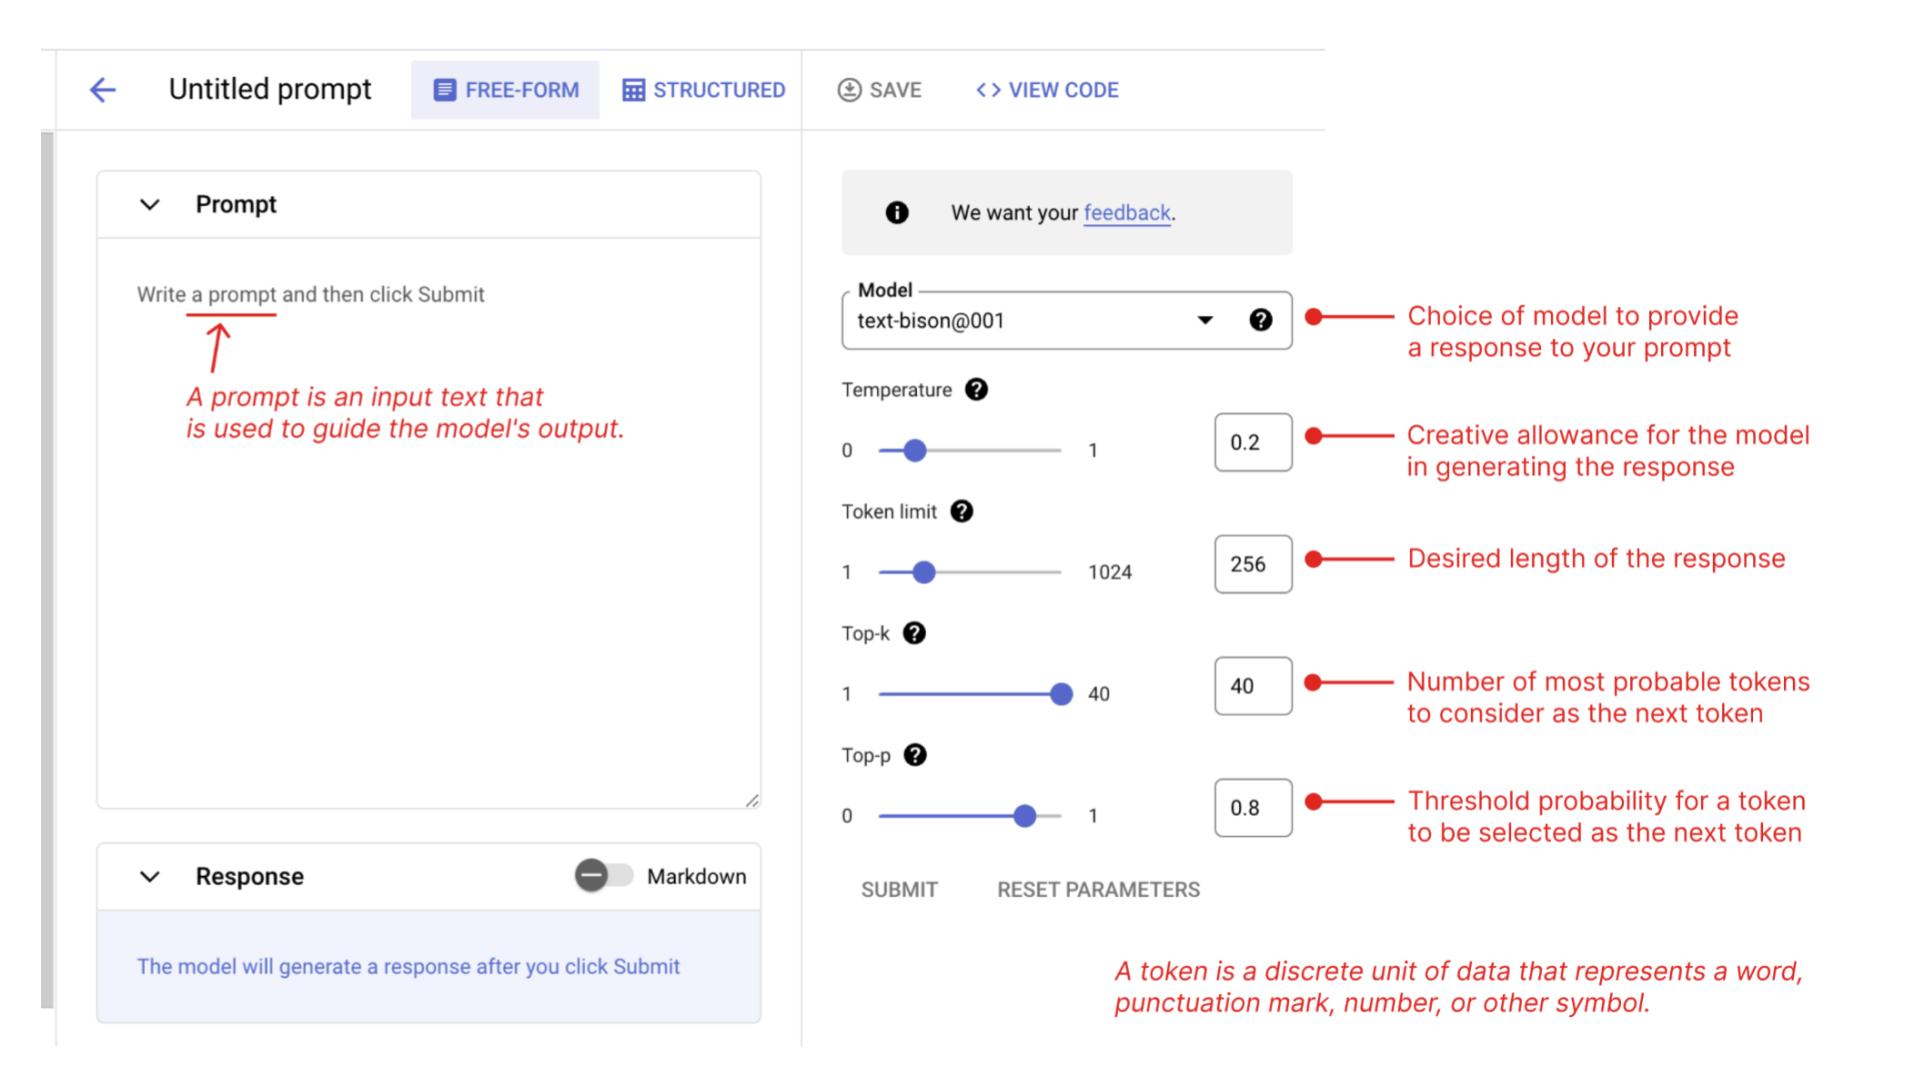 Untitled prompt
FREE-FORM
STRUCTURED
SAVE
<> VIEW CODE
Prompt
Write a prompt and then click Submit
A prompt is an input text that
is used to guide the model's output.
Response
Markdown
The model will generate a response after you click Submit
We want your feedback.
Model
text-bison@001
Choice of model to provide
a response to your prompt
Temperature
0
1
0.2
Creative allowance for the model
in generating the response
Token limit
1
1024
256
Desired length of the response
Top-k
1
40
40
Number of most probable tokens
to consider as the next token
Top-p
0
1
0.8
Threshold probability for a token
to be selected as the next token
SUBMIT
RESET PARAMETERS
A token is a discrete unit of data that represents a word,
punctuation mark, number, or other symbol.